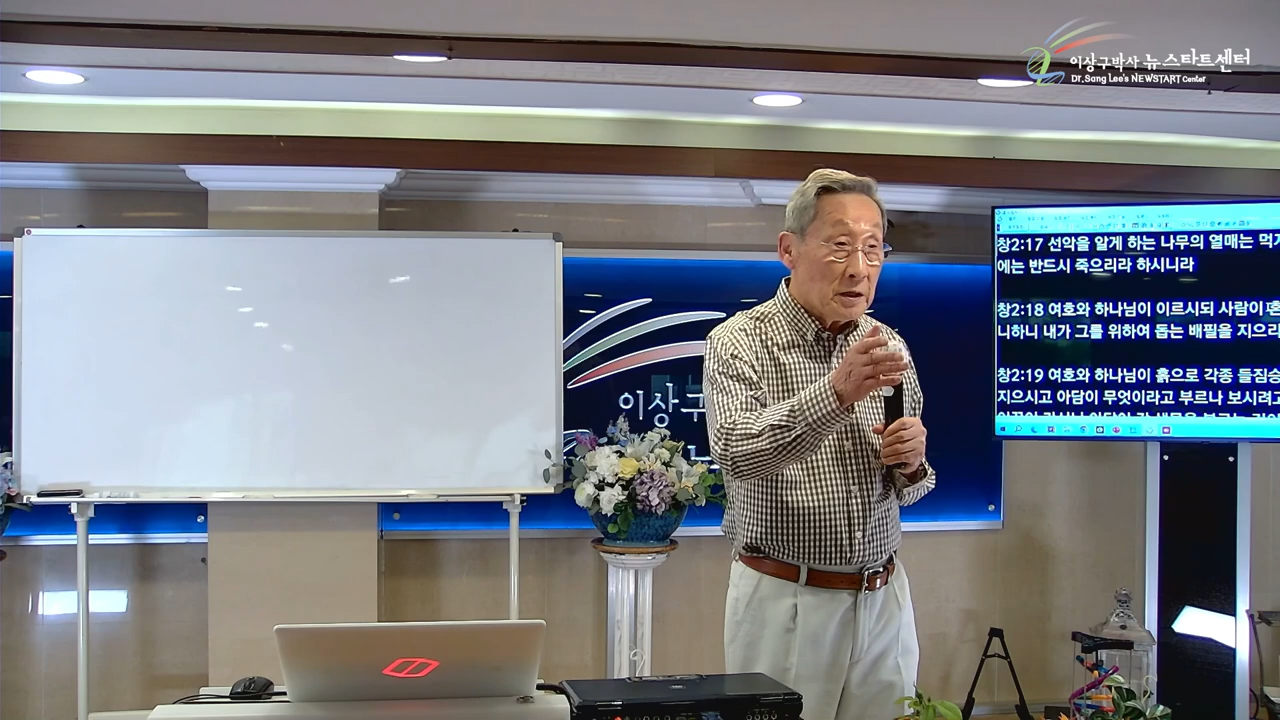 이상구박사 뉴스타트센터
Dr. Sang Lee's NEWSTART Center
창2:17 선악을 알게 하는 나무의 열매는 먹지
에는 반드시 죽으리라 하시니라
창2:18 여호와 하나님이 이르시되 사람이 혼
니하니 내가 그를 위하여 돕는 배필을 지으리라
창2:19 여호와 하나님이 흙으로 각종 들짐승
지으시고 아담이 무엇이라고 부르나 보시려고
이상구